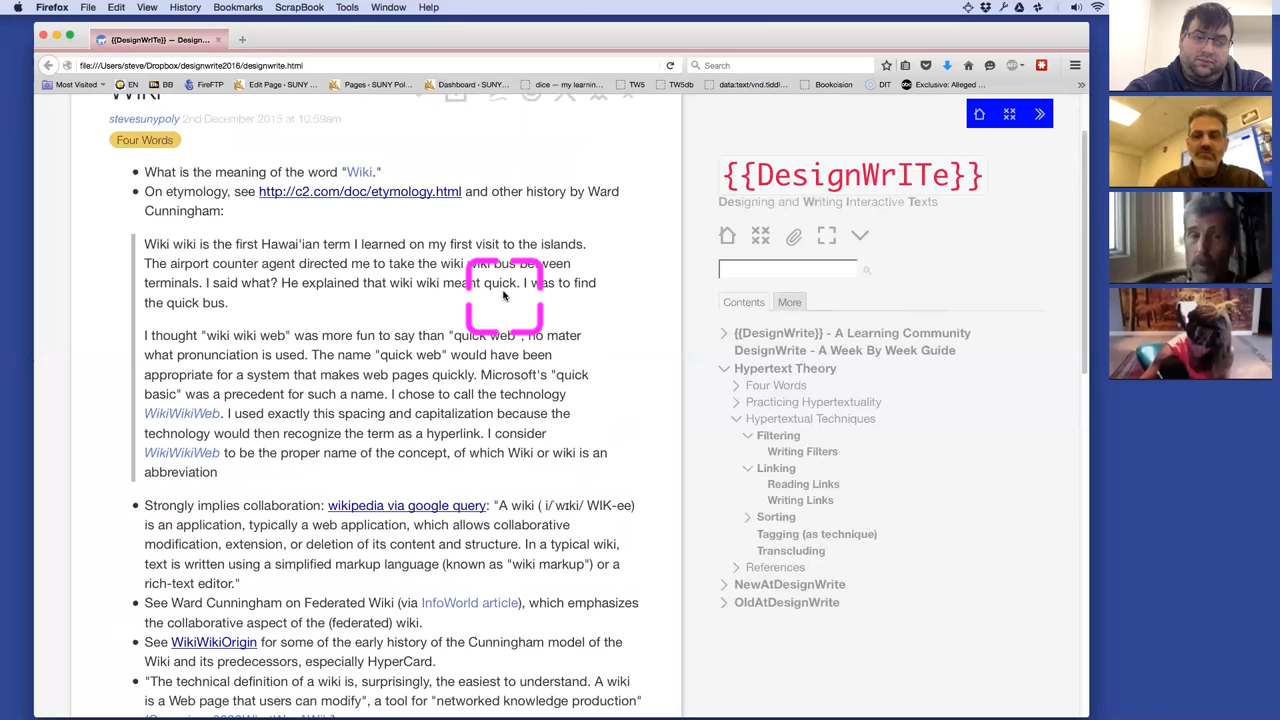 Firefox File Edit View History Bookmarks ScrapBook Tools Window Help
{{DesignWrITe}} — Design...
file:///Users/steve/Dropbox/designwrite2016/designwrite.html
Search
Most Visited EN BB FireFTP Edit Page - SUNY ... Pages - SUNY Pol... Dashboard - SUNY... dice — my learnin... TW5 TW5db data:text/vnd.tiddl... Bookcision DIT Exclusive: Alleged ...
Wiki
stevesunypoly 2nd December 2015 at 10:59am
Four Words
What is the meaning of the word "Wiki."
On etymology, see http://c2.com/doc/etymology.html and other history by Ward
Cunningham:
Wiki wiki is the first Hawai'ian term I learned on my first visit to the islands.
The airport counter agent directed me to take the wiki wiki bus between
terminals. I said what? He explained that wiki wiki meant quick. I was to find
the quick bus.
I thought "wiki wiki web" was more fun to say than "quick web", no mater
what pronunciation is used. The name "quick web" would have been
appropriate for a system that makes web pages quickly. Microsoft's "quick
basic" was a precedent for such a name. I chose to call the technology
WikiWikiWeb. I used exactly this spacing and capitalization because the
technology would then recognize the term as a hyperlink. I consider
WikiWikiWeb to be the proper name of the concept, of which Wiki or wiki is an
abbreviation
Strongly implies collaboration: wikipedia via google query: "A wiki ( i/ˈwɪki/ WIK-ee)
is an application, typically a web application, which allows collaborative
modification, extension, or deletion of its content and structure. In a typical wiki,
text is written using a simplified markup language (known as "wiki markup") or a
rich-text editor."
See Ward Cunningham on Federated Wiki (via InfoWorld article), which emphasizes
the collaborative aspect of the (federated) wiki.
See WikiWikiOrigin for some of the early history of the Cunningham model of the
Wiki and its predecessors, especially HyperCard.
"The technical definition of a wiki is, surprisingly, the easiest to understand. A wiki
is a Web page that users can modify", a tool for "networked knowledge production"
{{DesignWrITe}}
Designing and Writing Interactive Texts
Contents More
{{DesignWrite}} - A Learning Community
DesignWrite - A Week By Week Guide
Hypertext Theory
Four Words
Practicing Hypertextuality
Hypertextual Techniques
Filtering
Writing Filters
Linking
Reading Links
Writing Links
Sorting
Tagging (as technique)
Transcluding
References
NewAtDesignWrite
OldAtDesignWrite